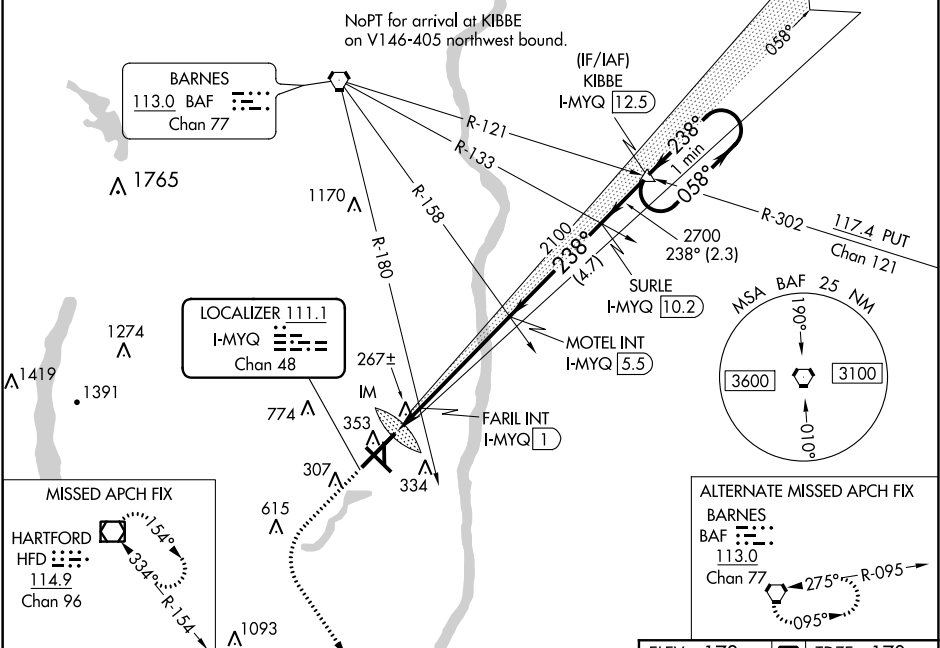 NoPT for arrival at KIBBE
on V146-405 northwest bound.
BARNES
113.0 BAF
Chan 77
(IF/IAF)
KIBBE
I-MYQ 12.5
058°
R-121
R-133
R-158
R-180
238°
1 min
058°
R-302
117.4 PUT
Chan 121
1765
1170
2100
238°
(4.7)
2700
238° (2.3)
SURLE
I-MYQ 10.2
MOTEL INT
I-MYQ 5.5
MSA BAF 25 NM
190°
3600
3100
010°
LOCALIZER 111.1
I-MYQ
Chan 48
1274
1419
1391
267±
IM
774
353
FARIL INT
I-MYQ 1
307
334
615
MISSED APCH FIX
HARTFORD
HFD
114.9
Chan 96
154°
334°
R-154
1093
ALTERNATE MISSED APCH FIX
BARNES
BAF
113.0
Chan 77
275°
R-095
095°